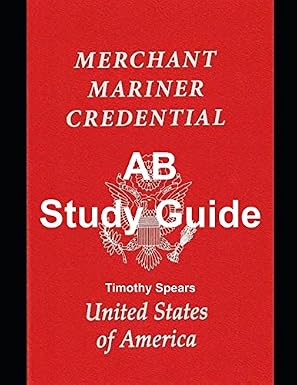 MERCHANT
MARINER
CREDENTIAL
AB
Study Guide
Timothy Spears
United States
of America